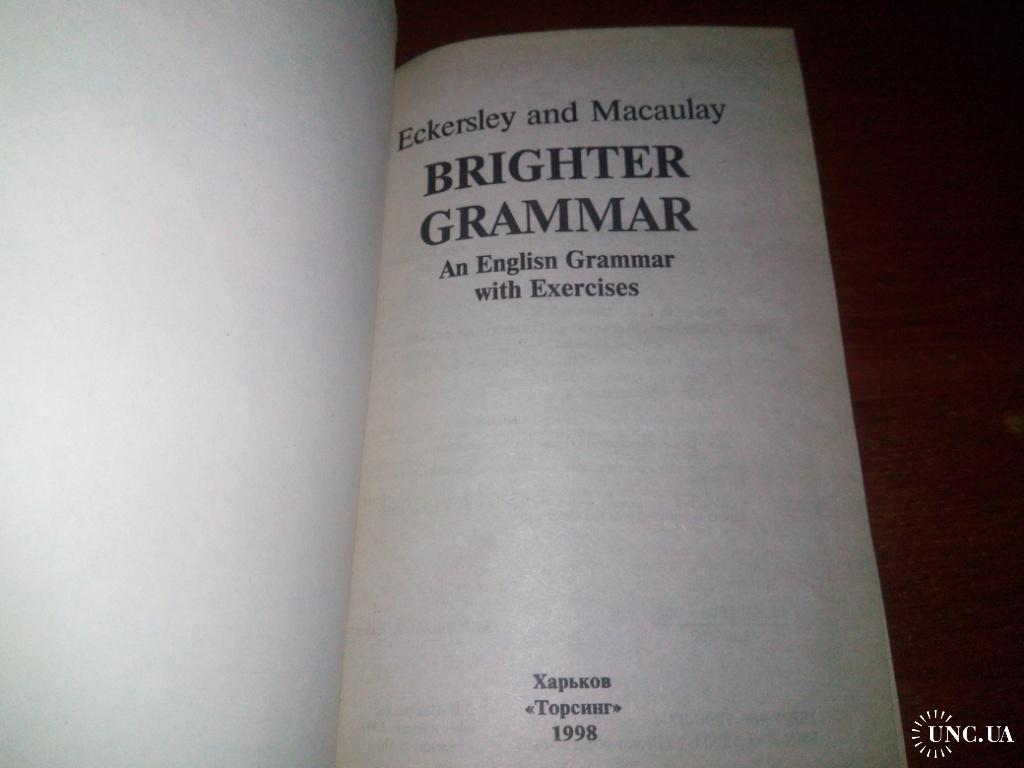 Eckersley and Macaulay
BRIGHTER
GRAMMAR
An Englisn Grammar
with Exercises
Харьков
«Торсинг»
1998
UNC.UA